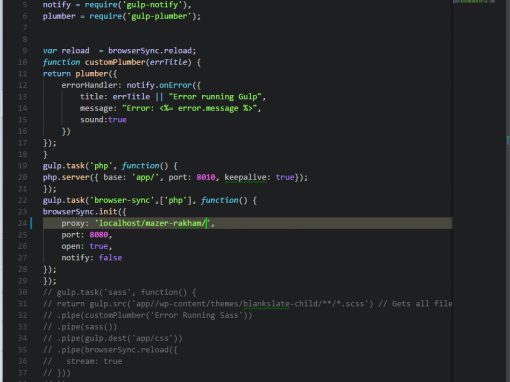 5 notify = require('gulp-notify'),
6 plumber = require('gulp-plumber');
7
8
9 var reload = browserSync.reload;
10 function customPlumber(errTitle) {
11 return plumber({
12 errorHandler: notify.onError({
13 title: errTitle || "Error running Gulp",
14 message: "Error: <%= error.message %>",
15 sound:true
16 })
17 });
18 }
19 gulp.task('php', function() {
20 php.server({ base: 'app/', port: 8010, keepalive: true});
21 });
22 gulp.task('browser-sync',['php'], function() {
23 browserSync.init({
24 proxy: 'localhost/mazer-rakham/',
25 port: 8080,
26 open: true,
27 notify: false
28 });
29 });
30 // gulp.task('sass', function() {
31 // return gulp.src('app//wp-content/themes/blankslate-child/**/*.scss') // Gets all file
32 // .pipe(customPlumber('Error Running Sass'))
33 // .pipe(sass())
34 // .pipe(gulp.dest('app/css'))
35 // .pipe(browserSync.reload({
36 // stream: true
37 // }))